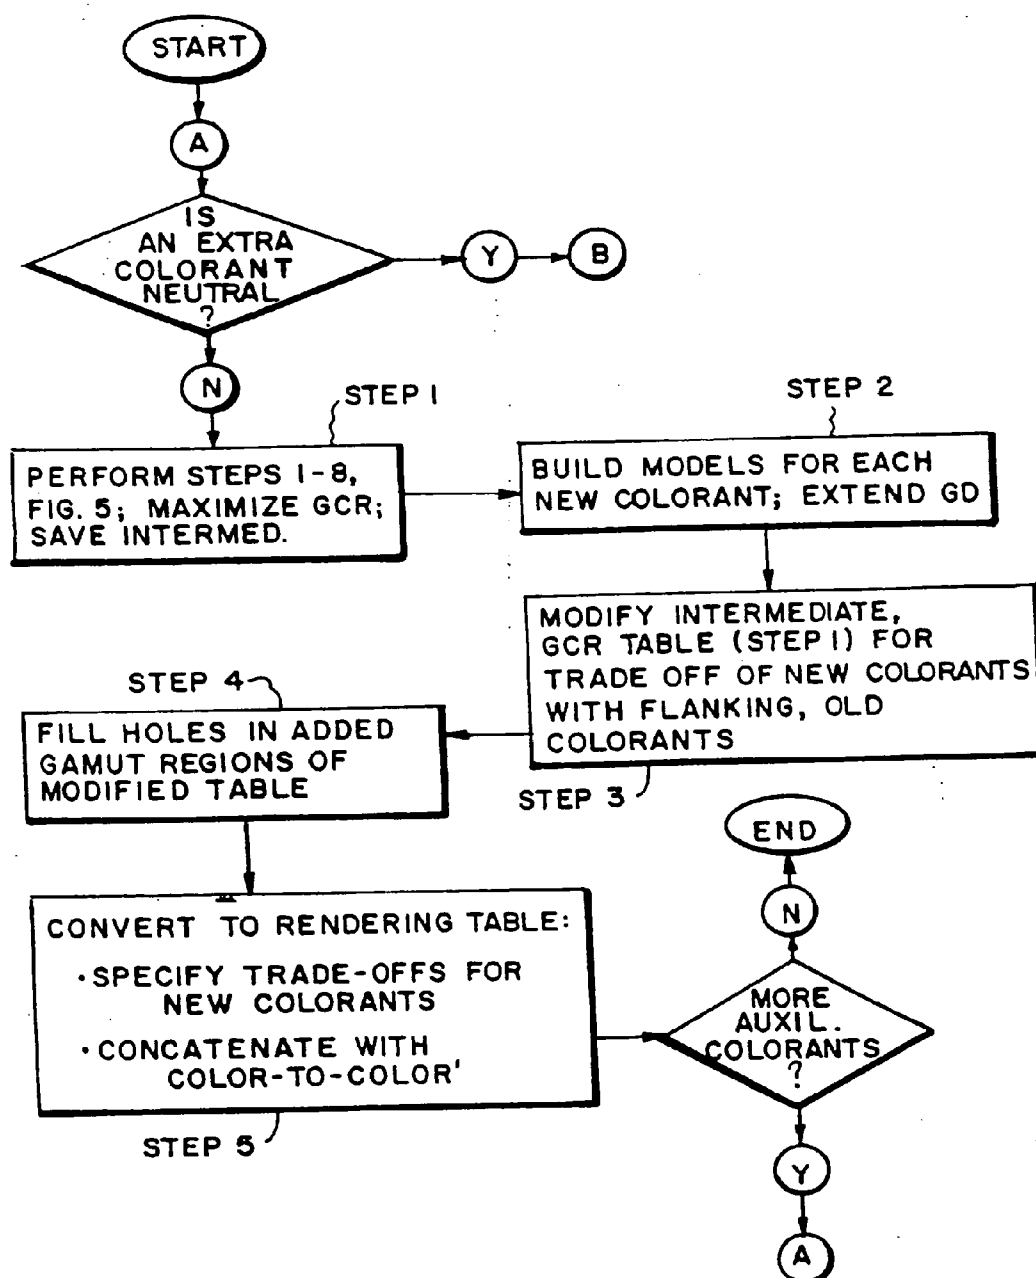 START
A
IS
AN EXTRA
COLORANT
NEUTRAL
?
Y
B
N
STEP 1
PERFORM STEPS 1-8,
FIG. 5; MAXIMIZE GCR;
SAVE INTERMED.
STEP 2
BUILD MODELS FOR EACH
NEW COLORANT; EXTEND GD
MODIFY INTERMEDIATE,
GCR TABLE (STEP 1) FOR
TRADE OFF OF NEW COLORANTS
WITH FLANKING, OLD
COLORANTS
STEP 3
STEP 4
FILL HOLES IN ADDED
GAMUT REGIONS OF
MODIFIED TABLE
CONVERT TO RENDERING TABLE:
•SPECIFY TRADE-OFFS FOR
NEW COLORANTS
•CONCATENATE WITH
COLOR-TO-COLOR'
STEP 5
END
N
MORE
AUXIL.
COLORANTS
?
Y
A